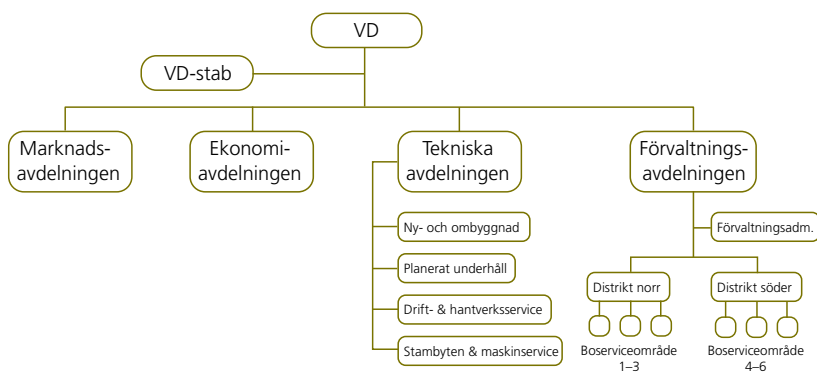 VD
VD-stab
Marknads-
avdelningen
Ekonomi-
avdelningen
Tekniska
avdelningen
Förvaltnings-
avdelningen
Ny- och ombyggnad
Planerat underhåll
Drift- & hantverksservice
Stambyten & maskinservice
Förvaltningsadm.
Distrikt norr
Distrikt söder
Boserviceområde
1–3
Boserviceområde
4–6